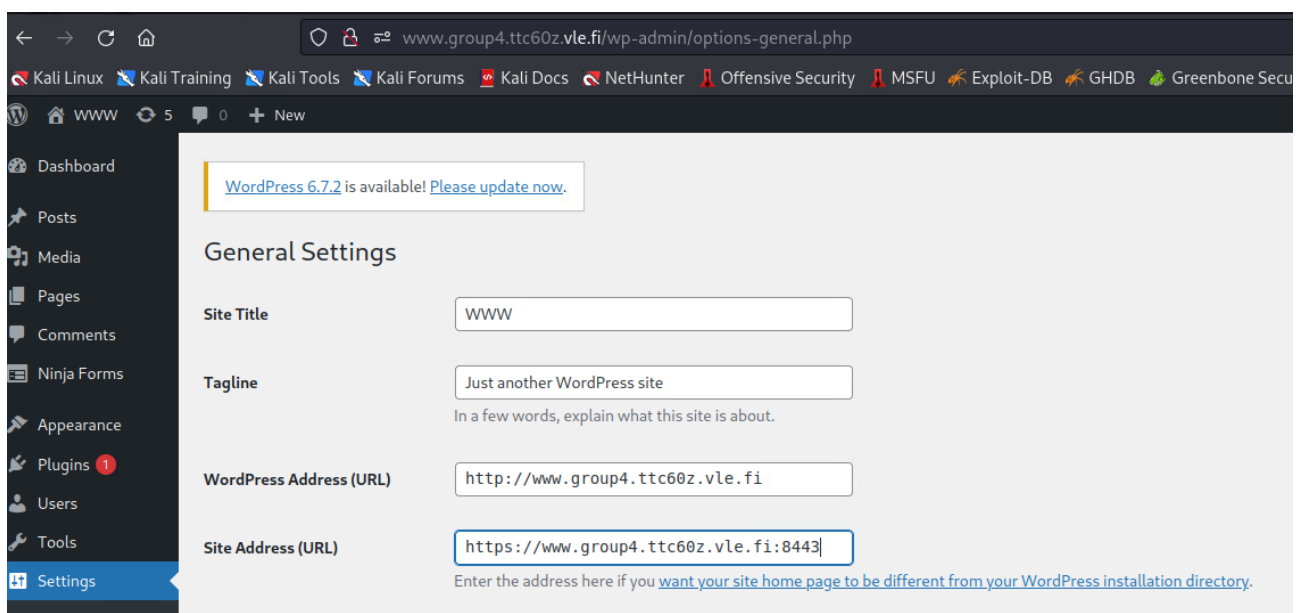 www.group4.ttc60z.vle.fi/wp-admin/options-general.php
Kali Linux Kali Training Kali Tools Kali Forums Kali Docs NetHunter Offensive Security MSFU Exploit-DB GHDB Greenbone Secu
WWW 5 0 + New
Dashboard
Posts
Media
Pages
Comments
Ninja Forms
Appearance
Plugins 1
Users
Tools
Settings
WordPress 6.7.2 is available! Please update now.
General Settings
Site Title
WWW
Tagline
Just another WordPress site
In a few words, explain what this site is about.
WordPress Address (URL)
http://www.group4.ttc60z.vle.fi
Site Address (URL)
https://www.group4.ttc60z.vle.fi:8443
Enter the address here if you want your site home page to be different from your WordPress installation directory.